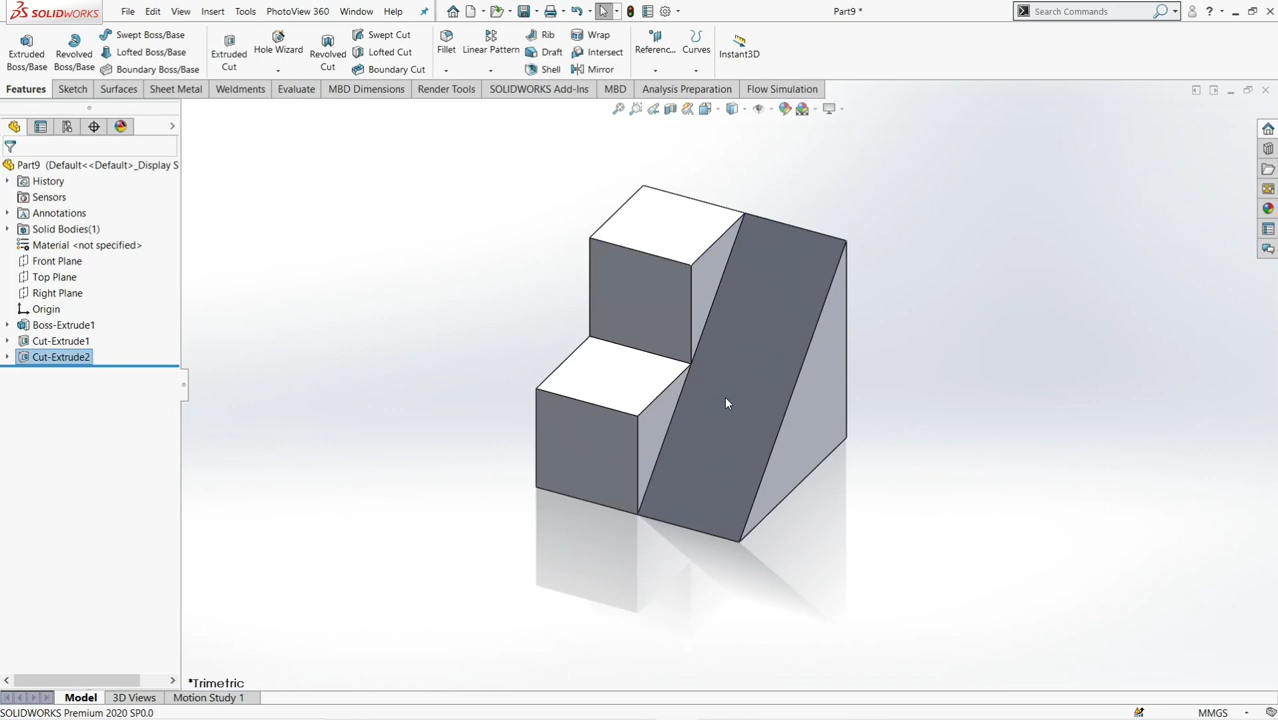 SOLIDWORKS File Edit View Insert Tools PhotoView 360 Window Help Part9 * Search Commands ?
Extruded Boss/Base
Revolved Boss/Base
Swept Boss/Base
Lofted Boss/Base
Boundary Boss/Base
Extruded Cut
Hole Wizard
Revolved Cut
Swept Cut
Lofted Cut
Boundary Cut
Fillet
Linear Pattern
Rib
Draft
Shell
Wrap
Intersect
Mirror
Referenc...
Curves
Instant3D
Features Sketch Surfaces Sheet Metal Weldments Evaluate MBD Dimensions Render Tools SOLIDWORKS Add-Ins MBD Analysis Preparation Flow Simulation
Part9 (Default<<Default>_Display S
History
Sensors
Annotations
Solid Bodies(1)
Material <not specified>
Front Plane
Top Plane
Right Plane
Origin
Boss-Extrude1
Cut-Extrude1
Cut-Extrude2
*Trimetric
Model 3D Views Motion Study 1
SOLIDWORKS Premium 2020 SP0.0 MMGS